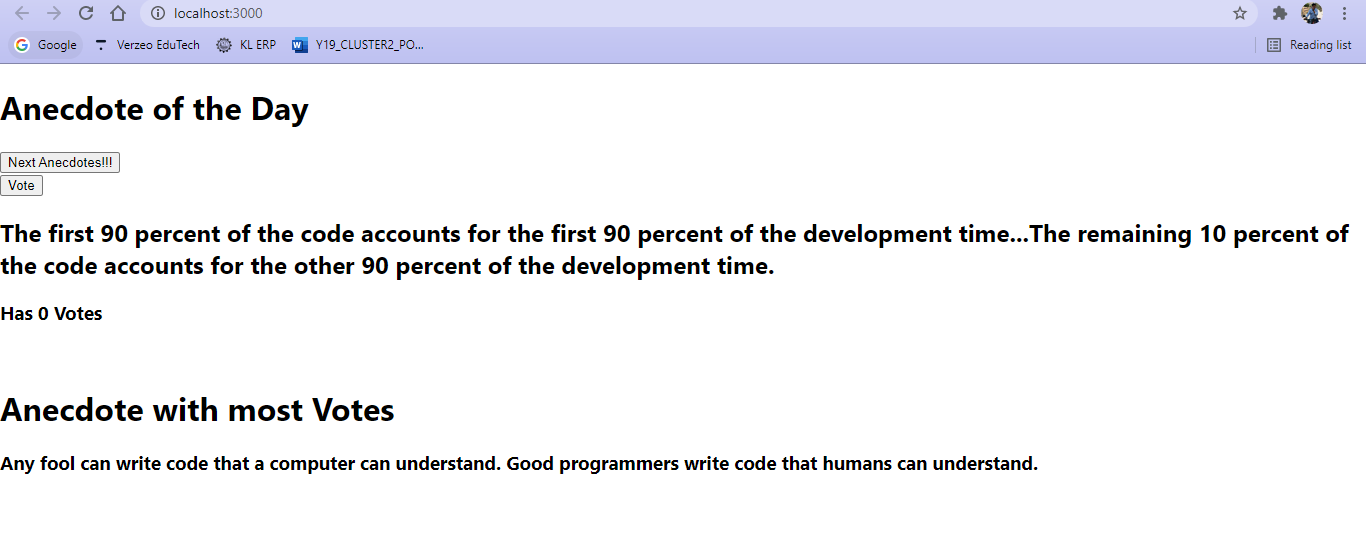 localhost:3000
Google Verzeo EduTech KL ERP Y19_CLUSTER2_PO... Reading list
Anecdote of the Day
Next Anecdotes!!!
Vote
The first 90 percent of the code accounts for the first 90 percent of the development time...The remaining 10 percent of
the code accounts for the other 90 percent of the development time.
Has 0 Votes
Anecdote with most Votes
Any fool can write code that a computer can understand. Good programmers write code that humans can understand.